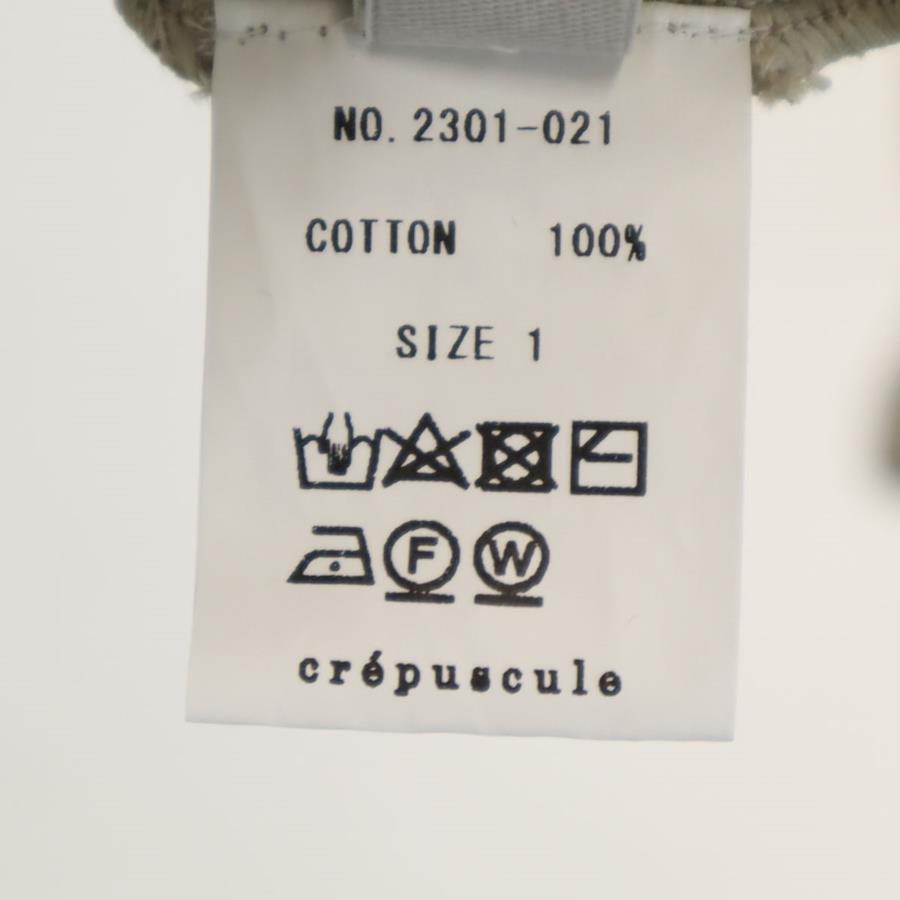 NO. 2301-021
COTTON 100%
SIZE 1
F W
crépuscule